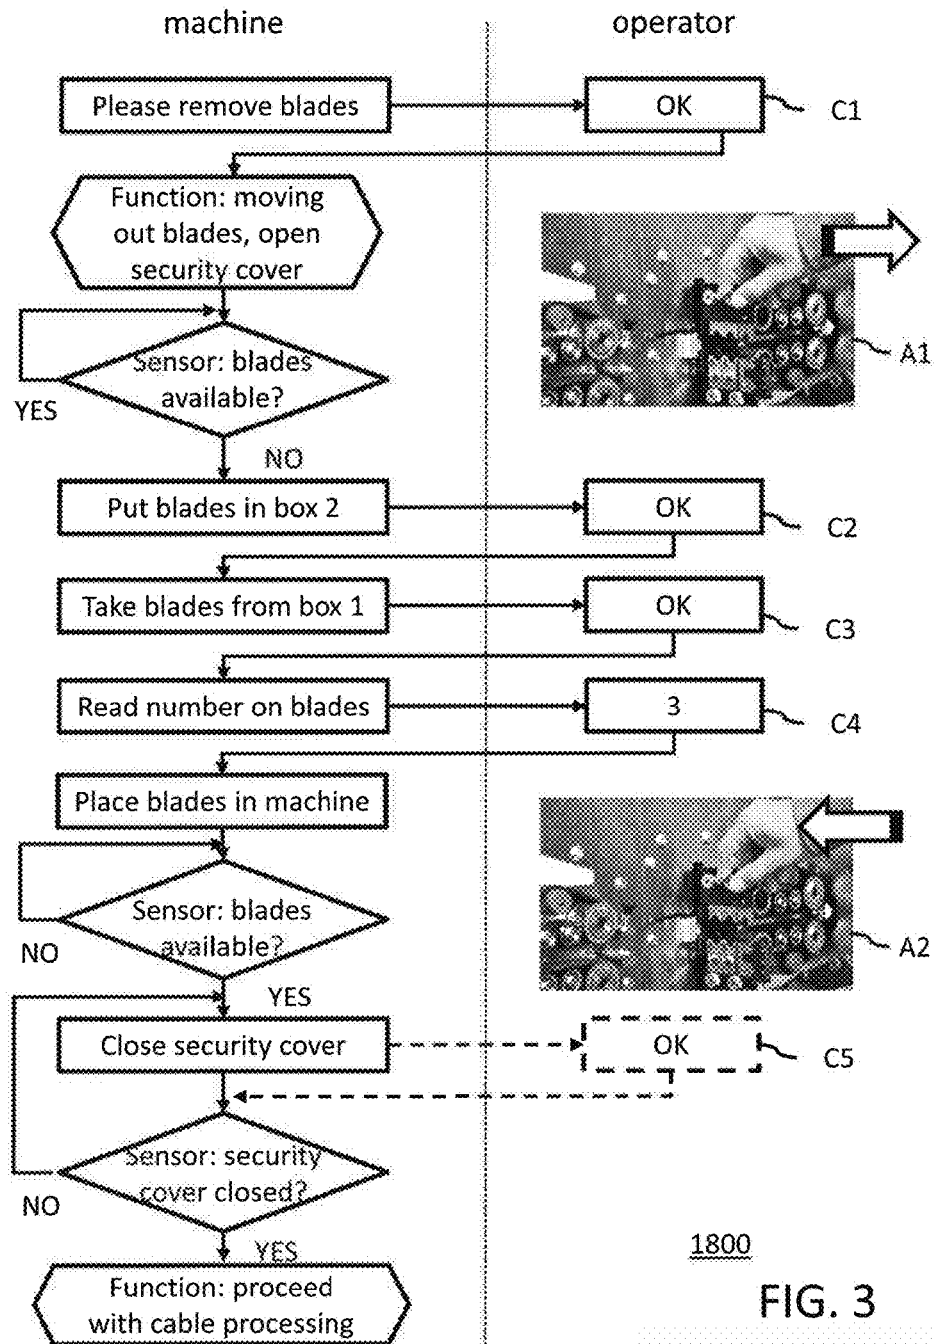 machine
operator
Please remove blades
OK
C1
Function: moving
out blades, open
security cover
A1
Sensor: blades
available?
YES
NO
Put blades in box 2
OK
C2
Take blades from box 1
OK
C3
Read number on blades
3
C4
Place blades in machine
Sensor: blades
available?
NO
A2
YES
Close security cover
OK
C5
Sensor: security
cover closed?
NO
YES
1800
Function: proceed
with cable processing
FIG. 3